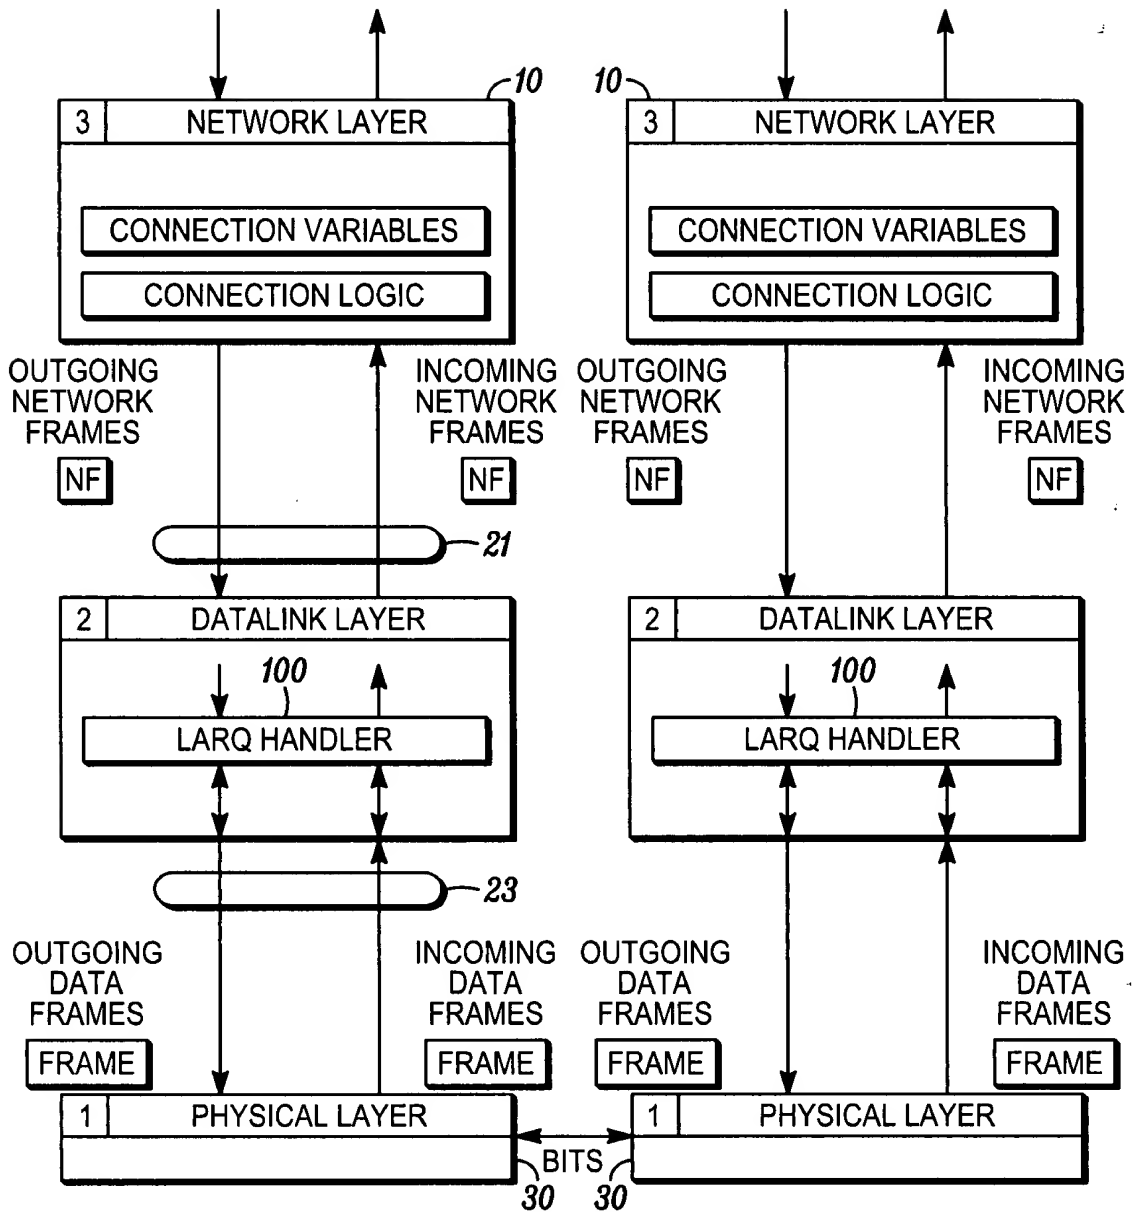 10 10
3 NETWORK LAYER 3 NETWORK LAYER
CONNECTION VARIABLES CONNECTION VARIABLES
CONNECTION LOGIC CONNECTION LOGIC
OUTGOING INCOMING OUTGOING INCOMING
NETWORK NETWORK NETWORK NETWORK
FRAMES FRAMES FRAMES FRAMES
NF NF NF NF
21
2 DATALINK LAYER 2 DATALINK LAYER
100 100
LARQ HANDLER LARQ HANDLER
23
OUTGOING INCOMING OUTGOING INCOMING
DATA DATA DATA DATA
FRAMES FRAMES FRAMES FRAMES
FRAME FRAME FRAME FRAME
1 PHYSICAL LAYER 1 PHYSICAL LAYER
BITS
30 30